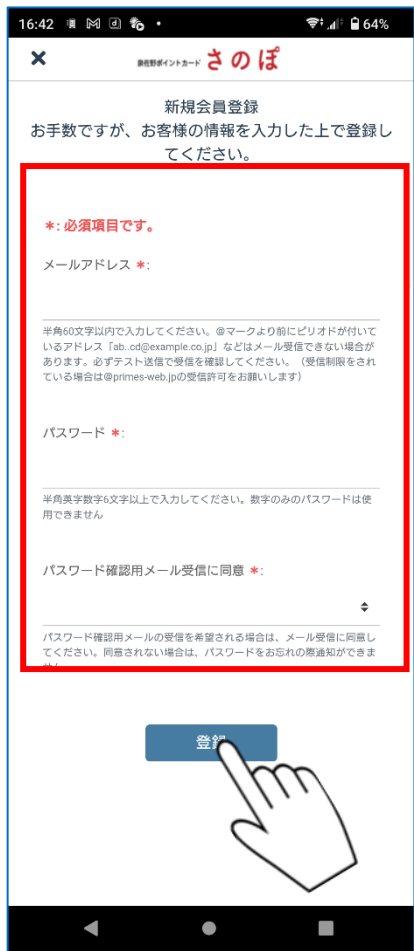 16:42 64%
泉佐野ポイントカード さのぽ
新規会員登録
お手数ですが、お客様の情報を入力した上で登録し
てください。
*: 必須項目です。
メールアドレス *:
半角60文字以内で入力してください。@マークより前にピリオドが付いて
いるアドレス「ab..cd@example.co.jp」などはメール受信できない場合が
あります。必ずテスト送信で受信を確認してください。（受信制限をされ
ている場合は@primes-web.jpの受信許可をお願いします）
パスワード *:
半角英字数字6文字以上で入力してください。数字のみのパスワードは使
用できません
パスワード確認用メール受信に同意 *:
パスワード確認用メールの受信を希望される場合は、メール受信に同意し
てください。同意されない場合は、パスワードをお忘れの際通知ができま
登録